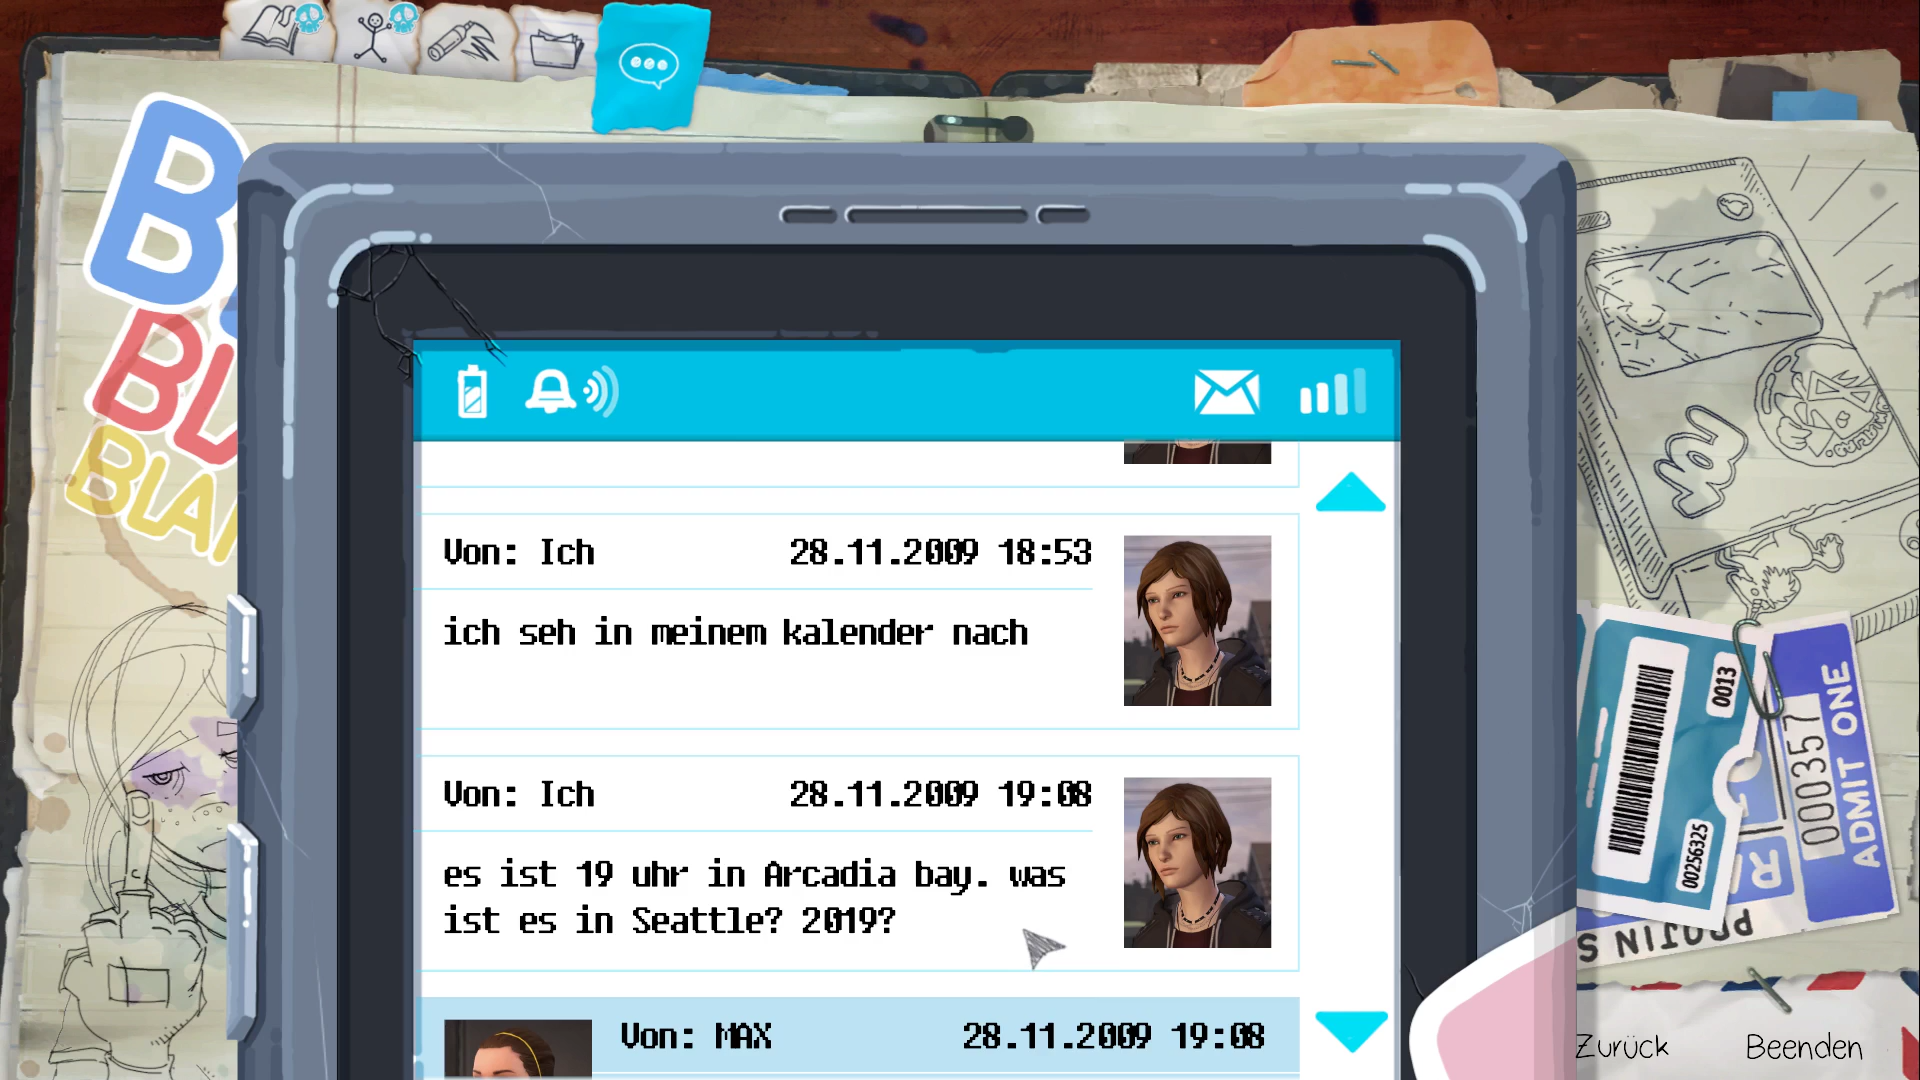 Von: Ich 28.11.2009 18:53
ich seh in meinem kalender nach
Von: Ich 28.11.2009 19:08
es ist 19 uhr in Arcadia bay. was
ist es in Seattle? 2019?
Von: MAX 28.11.2009 19:08
0013
00256325
000357
ADMIT ONE
Zurück Beenden